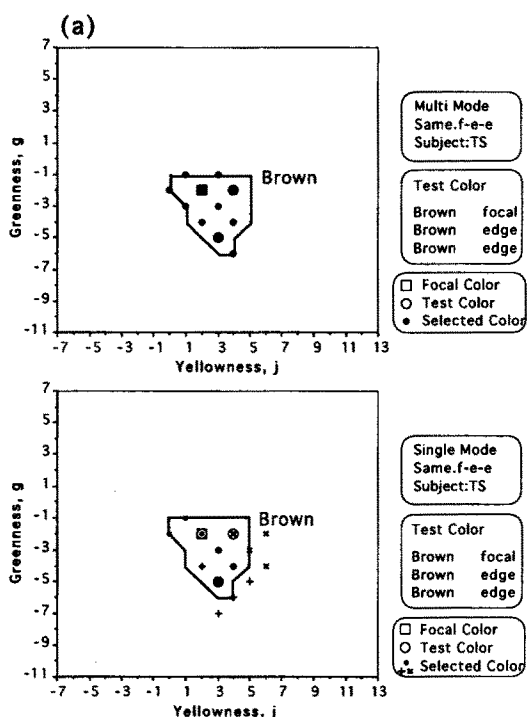 (a)
7
5
3
1
-1
-3
-5
-7
-9
-11
Greenness, g
Brown
-7 -5 -3 -1 1 3 5 7 9 11 13
Yellowness, j
Multi Mode
Same.f-e-e
Subject:TS
Test Color
Brown focal
Brown edge
Brown edge
Focal Color
Test Color
Selected Color
7
5
3
1
-1
-3
-5
-7
-9
-11
Greenness, g
Brown
-7 -5 -3 -1 1 3 5 7 9 11 13
Yellowness, j
Single Mode
Same.f-e-e
Subject:TS
Test Color
Brown focal
Brown edge
Brown edge
Focal Color
Test Color
Selected Color